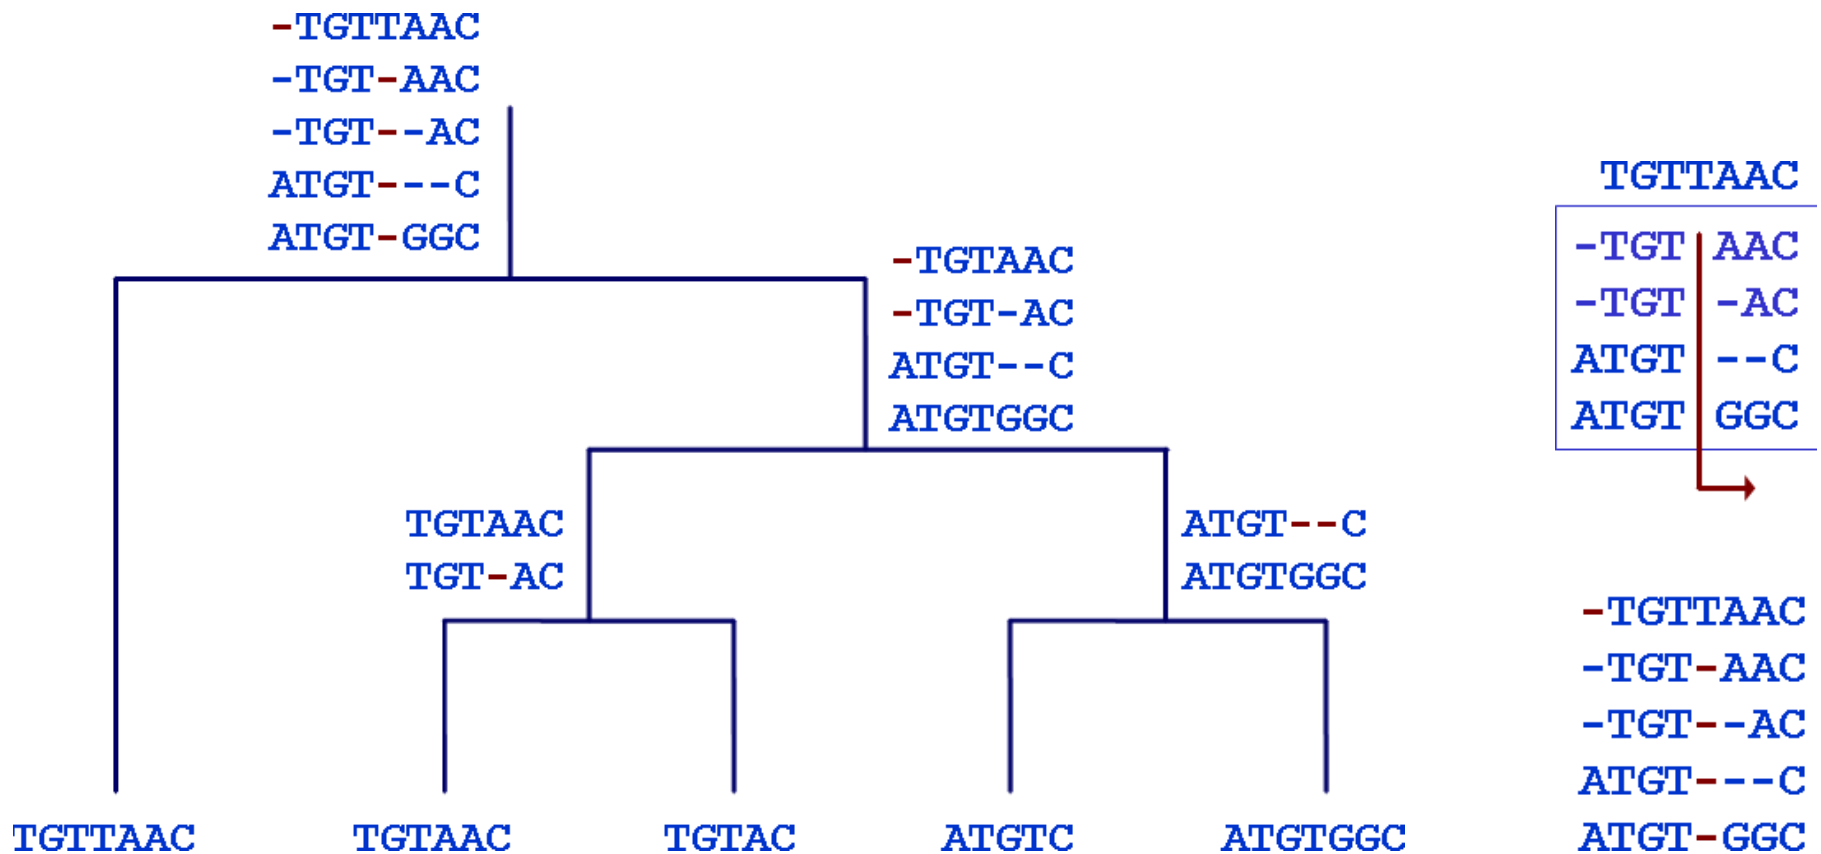 -TGTTAAC
-TGT-AAC
-TGT--AC
ATGT---C
ATGT-GGC
-TGTAAC
-TGT-AC
ATGT--C
ATGTGGC
TGTAAC
TGT-AC
ATGT--C
ATGTGGC
TGTTAAC
TGTAAC
TGTAC
ATGTC
ATGTGGC
TGTTAAC
-TGT AAC
-TGT -AC
ATGT --C
ATGT GGC
-TGTTAAC
-TGT-AAC
-TGT--AC
ATGT---C
ATGT-GGC